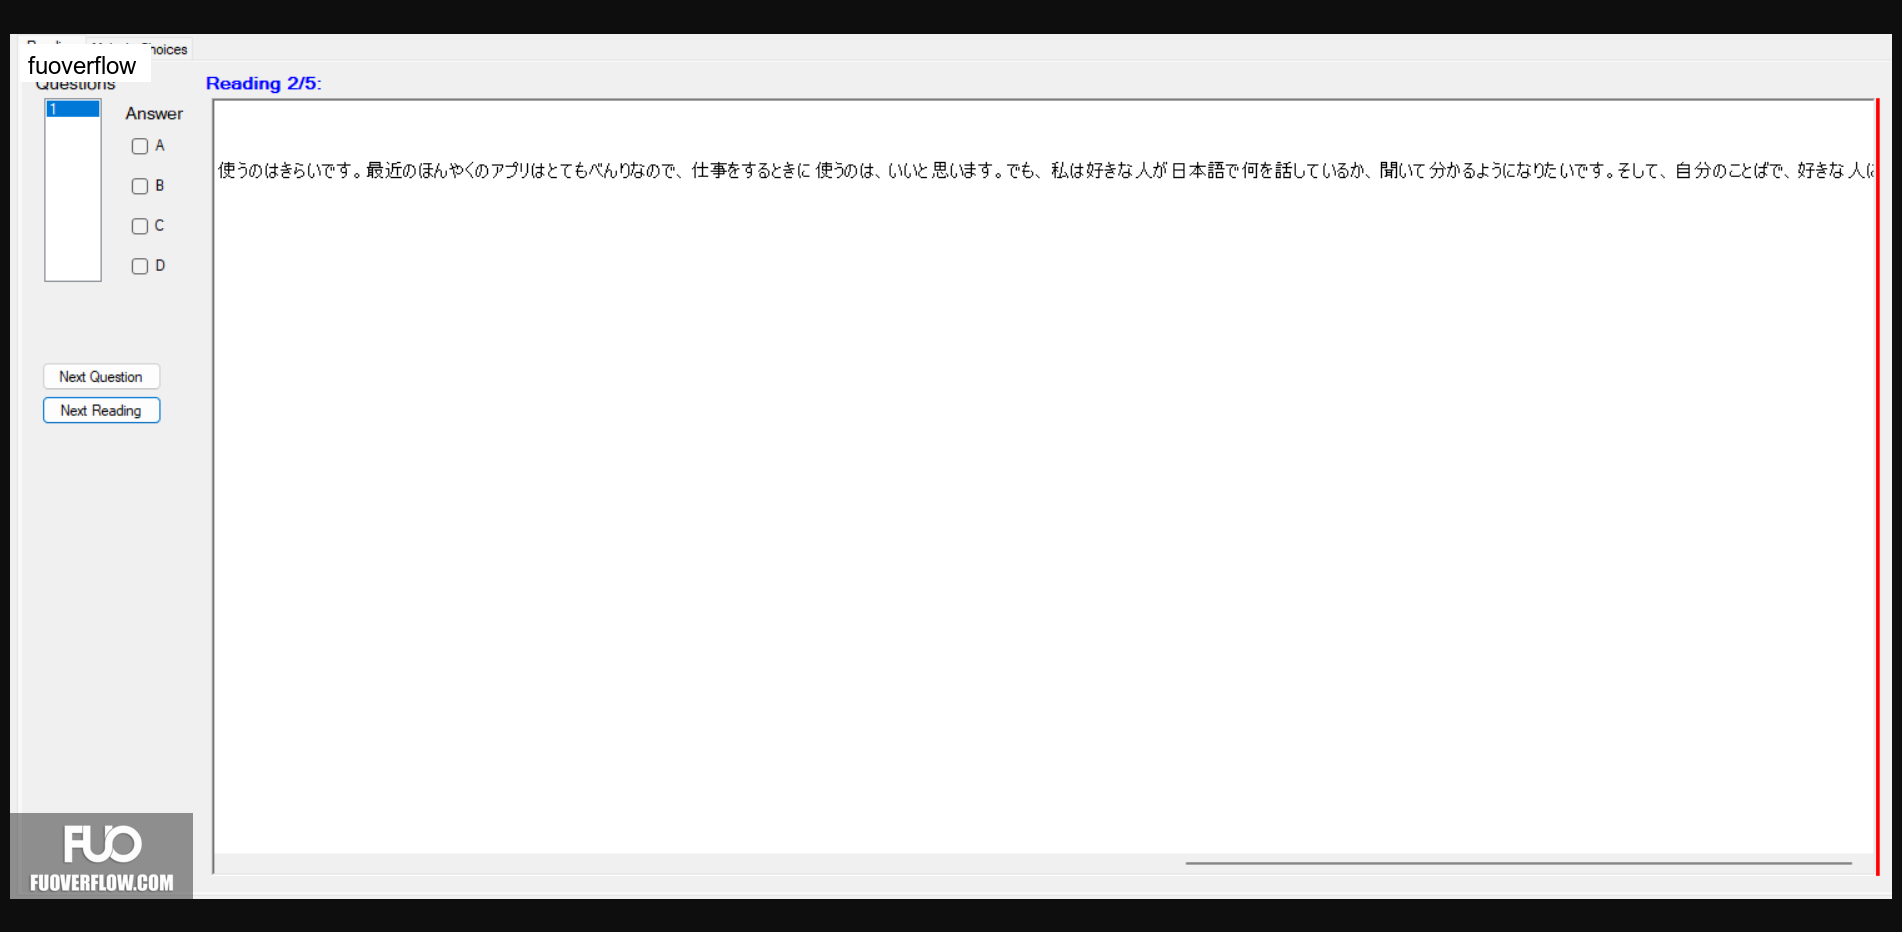 hoices
fuoverflow
Questions
Reading 2/5:
1
Answer
A
B
C
D
使うのはきらいです。最近のほんやくのアプリはとてもべんりなので、仕事をするときに使うのは、いいと思います。でも、私は好きな人が日本語で何を話しているか、聞いて分かるようになりたいです。そして、自分のことばで、好きな人に
Next Question
Next Reading
FUO
FUOVERFLOW.COM